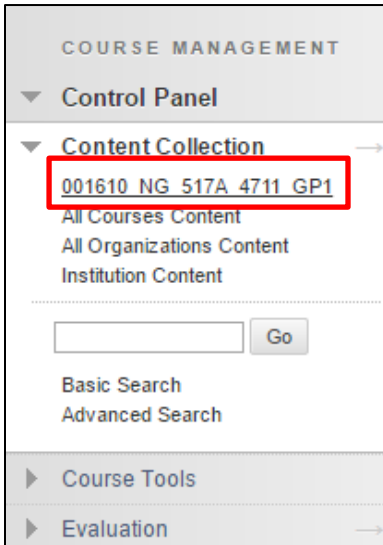 COURSE MANAGEMENT
Control Panel
Content Collection
001610_NG_517A_4711_GP1
All Courses Content
All Organizations Content
Institution Content
Go
Basic Search
Advanced Search
Course Tools
Evaluation